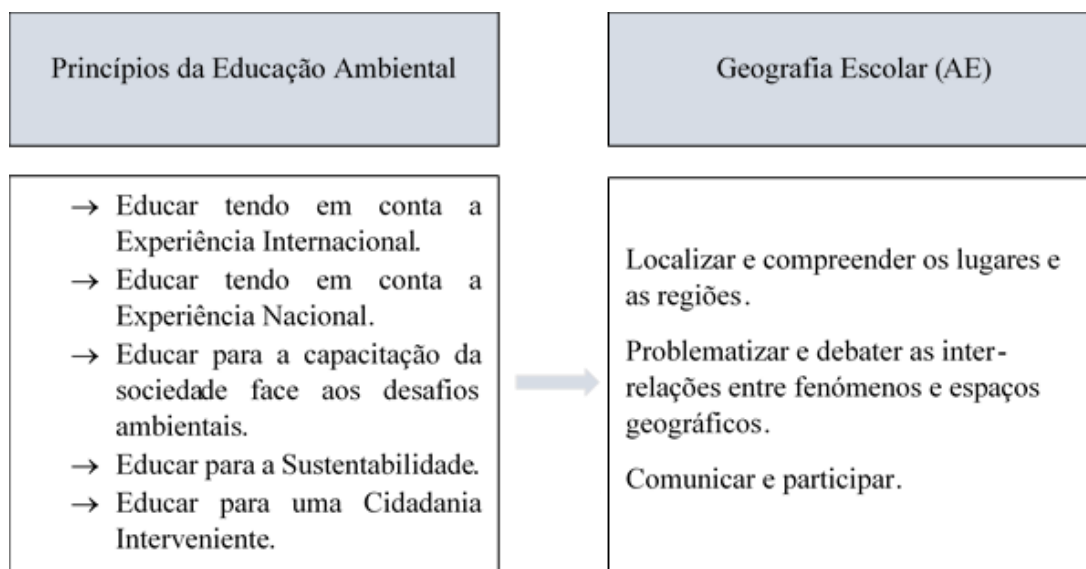 Princípios da Educação Ambiental
Geografia Escolar (AE)
→ Educar tendo em conta a
Experiência Internacional.
→ Educar tendo em conta a
Experiência Nacional.
→ Educar para a capacitação da
sociedade face aos desafios
ambientais.
→ Educar para a Sustentabilidade.
→ Educar para uma Cidadania
Interveniente.
Localizar e compreender os lugares e
as regiões.
Problematizar e debater as inter-
relações entre fenómenos e espaços
geográficos.
Comunicar e participar.